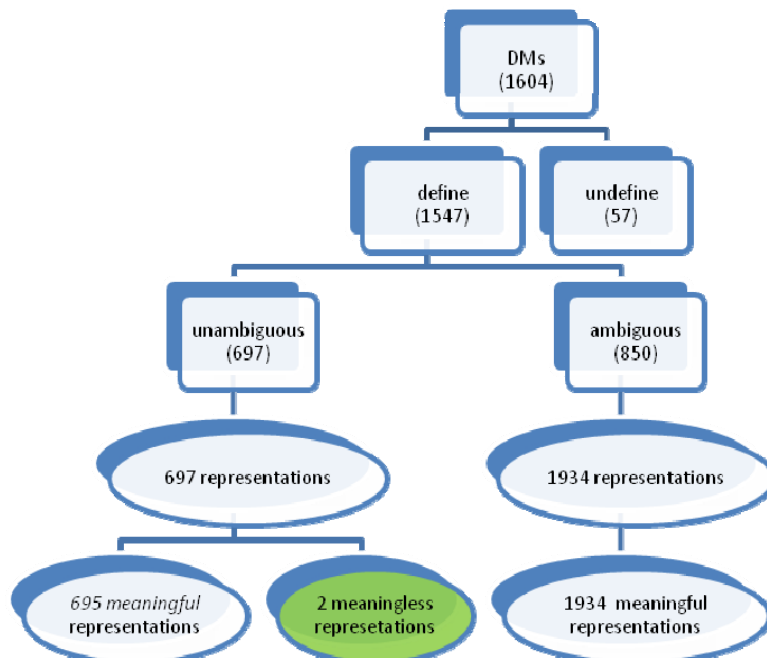 DMs
(1604)
define
(1547)
undefine
(57)
unambiguous
(697)
ambiguous
(850)
697 representations
1934 representations
695 meaningful
representations
2 meaningless
represetations
1934 meaningful
representations